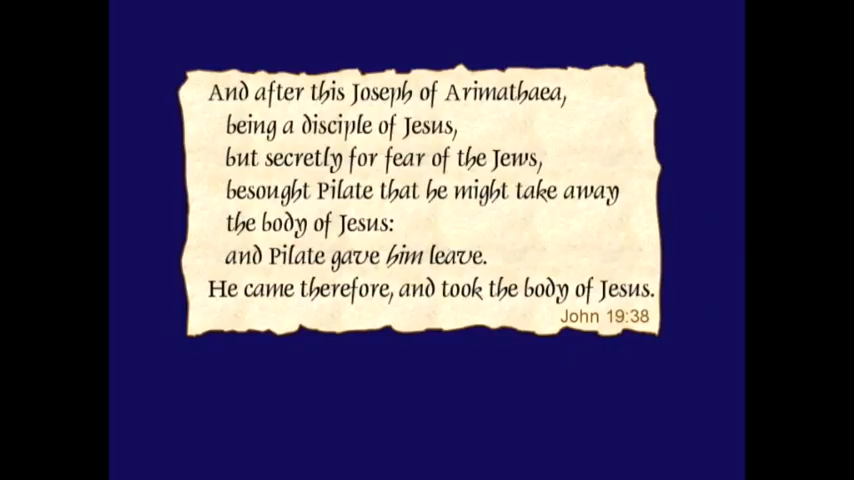 And after this Joseph of Arimathaea,
being a disciple of Jesus,
but secretly for fear of the Jews,
besought Pilate that he might take away
the body of Jesus:
and Pilate gave him leave.
He came therefore, and took the body of Jesus.
John 19:38